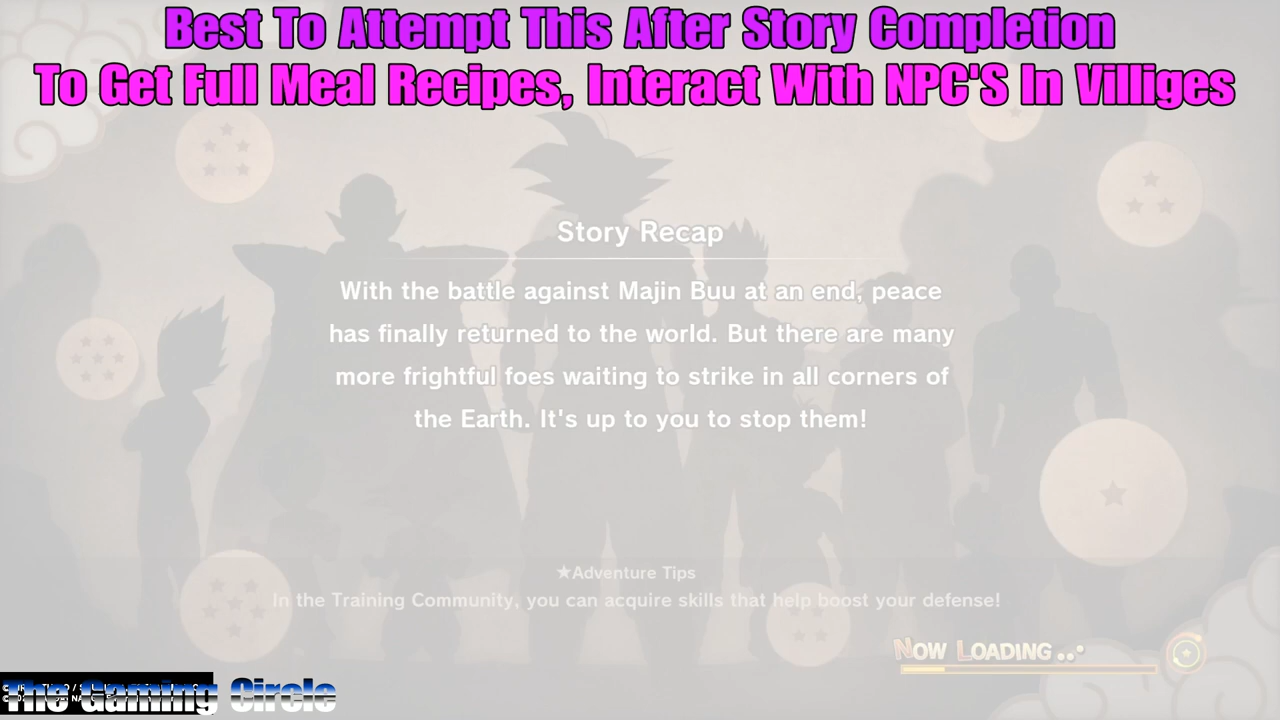 Best To Attempt This After Story Completion
To Get Full Meal Recipes, Interact With NPC'S In Villiges
Story Recap
With the battle against Majin Buu at an end, peace
has finally returned to the world. But there are many
more frightful foes waiting to strike in all corners of
the Earth. It's up to you to stop them!
★Adventure Tips
In the Training Community, you can acquire skills that help boost your defense!
NOW LOADING...
The Gaming Circle